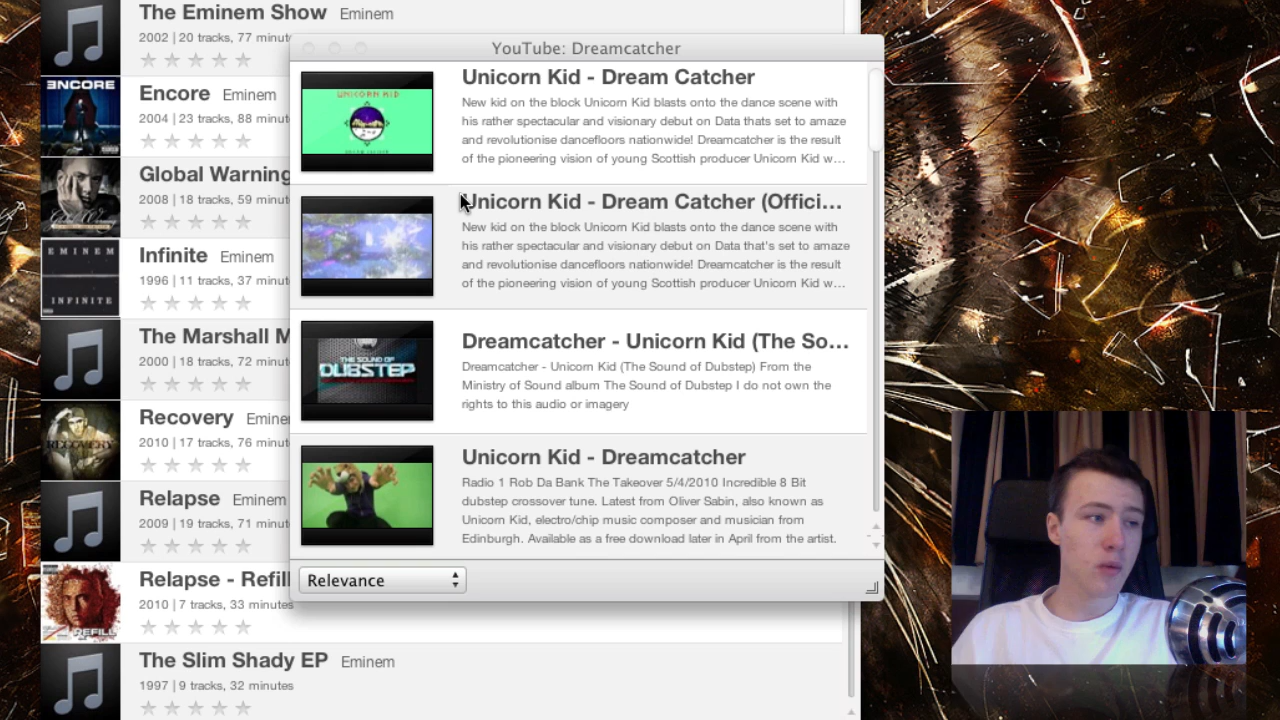 The Eminem Show Eminem
2002 | 20 tracks, 77 minut
YouTube: Dreamcatcher
Encore Eminem
2004 | 23 tracks, 88 minut
Global Warning
2008 | 18 tracks, 59 minut
Infinite Eminem
1996 | 11 tracks, 37 minut
The Marshall M
2000 | 18 tracks, 72 minut
Recovery Emine
2010 | 17 tracks, 76 minut
Relapse Eminem
2009 | 19 tracks, 71 minut
Relapse - Refill
2010 | 7 tracks, 33 minutes
The Slim Shady EP Eminem
1997 | 9 tracks, 32 minutes
ENCORE
EMINEM
INFINITE
RECOVERY
REFILL
Unicorn Kid - Dream Catcher
New kid on the block Unicorn Kid blasts onto the dance scene with
his rather spectacular and visionary debut on Data thats set to amaze
and revolutionise dancefloors nationwide! Dreamcatcher is the result
of the pioneering vision of young Scottish producer Unicorn Kid w...
UNICORN KID
Unicorn Kid - Dream Catcher (Offici...
New kid on the block Unicorn Kid blasts onto the dance scene with
his rather spectacular and visionary debut on Data that's set to amaze
and revolutionise dancefloors nationwide! Dreamcatcher is the result
of the pioneering vision of young Scottish producer Unicorn Kid w...
Dreamcatcher - Unicorn Kid (The So...
Dreamcatcher - Unicorn Kid (The Sound of Dubstep) From the
Ministry of Sound album The Sound of Dubstep I do not own the
rights to this audio or imagery
THE SOUND OF
DUBSTEP
Unicorn Kid - Dreamcatcher
Radio 1 Rob Da Bank The Takeover 5/4/2010 Incredible 8 Bit
dubstep crossover tune. Latest from Oliver Sabin, also known as
Unicorn Kid, electro/chip music composer and musician from
Edinburgh. Available as a free download later in April from the artist.
Relevance